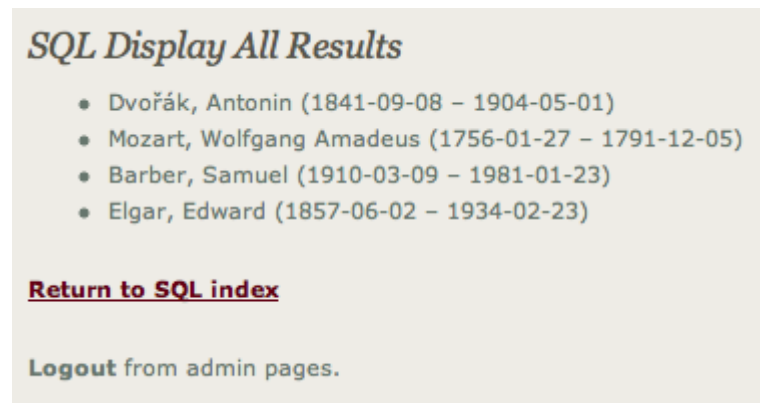 SQL Display All Results
Dvořák, Antonin (1841-09-08 – 1904-05-01)
Mozart, Wolfgang Amadeus (1756-01-27 – 1791-12-05)
Barber, Samuel (1910-03-09 – 1981-01-23)
Elgar, Edward (1857-06-02 – 1934-02-23)
Return to SQL index
Logout from admin pages.